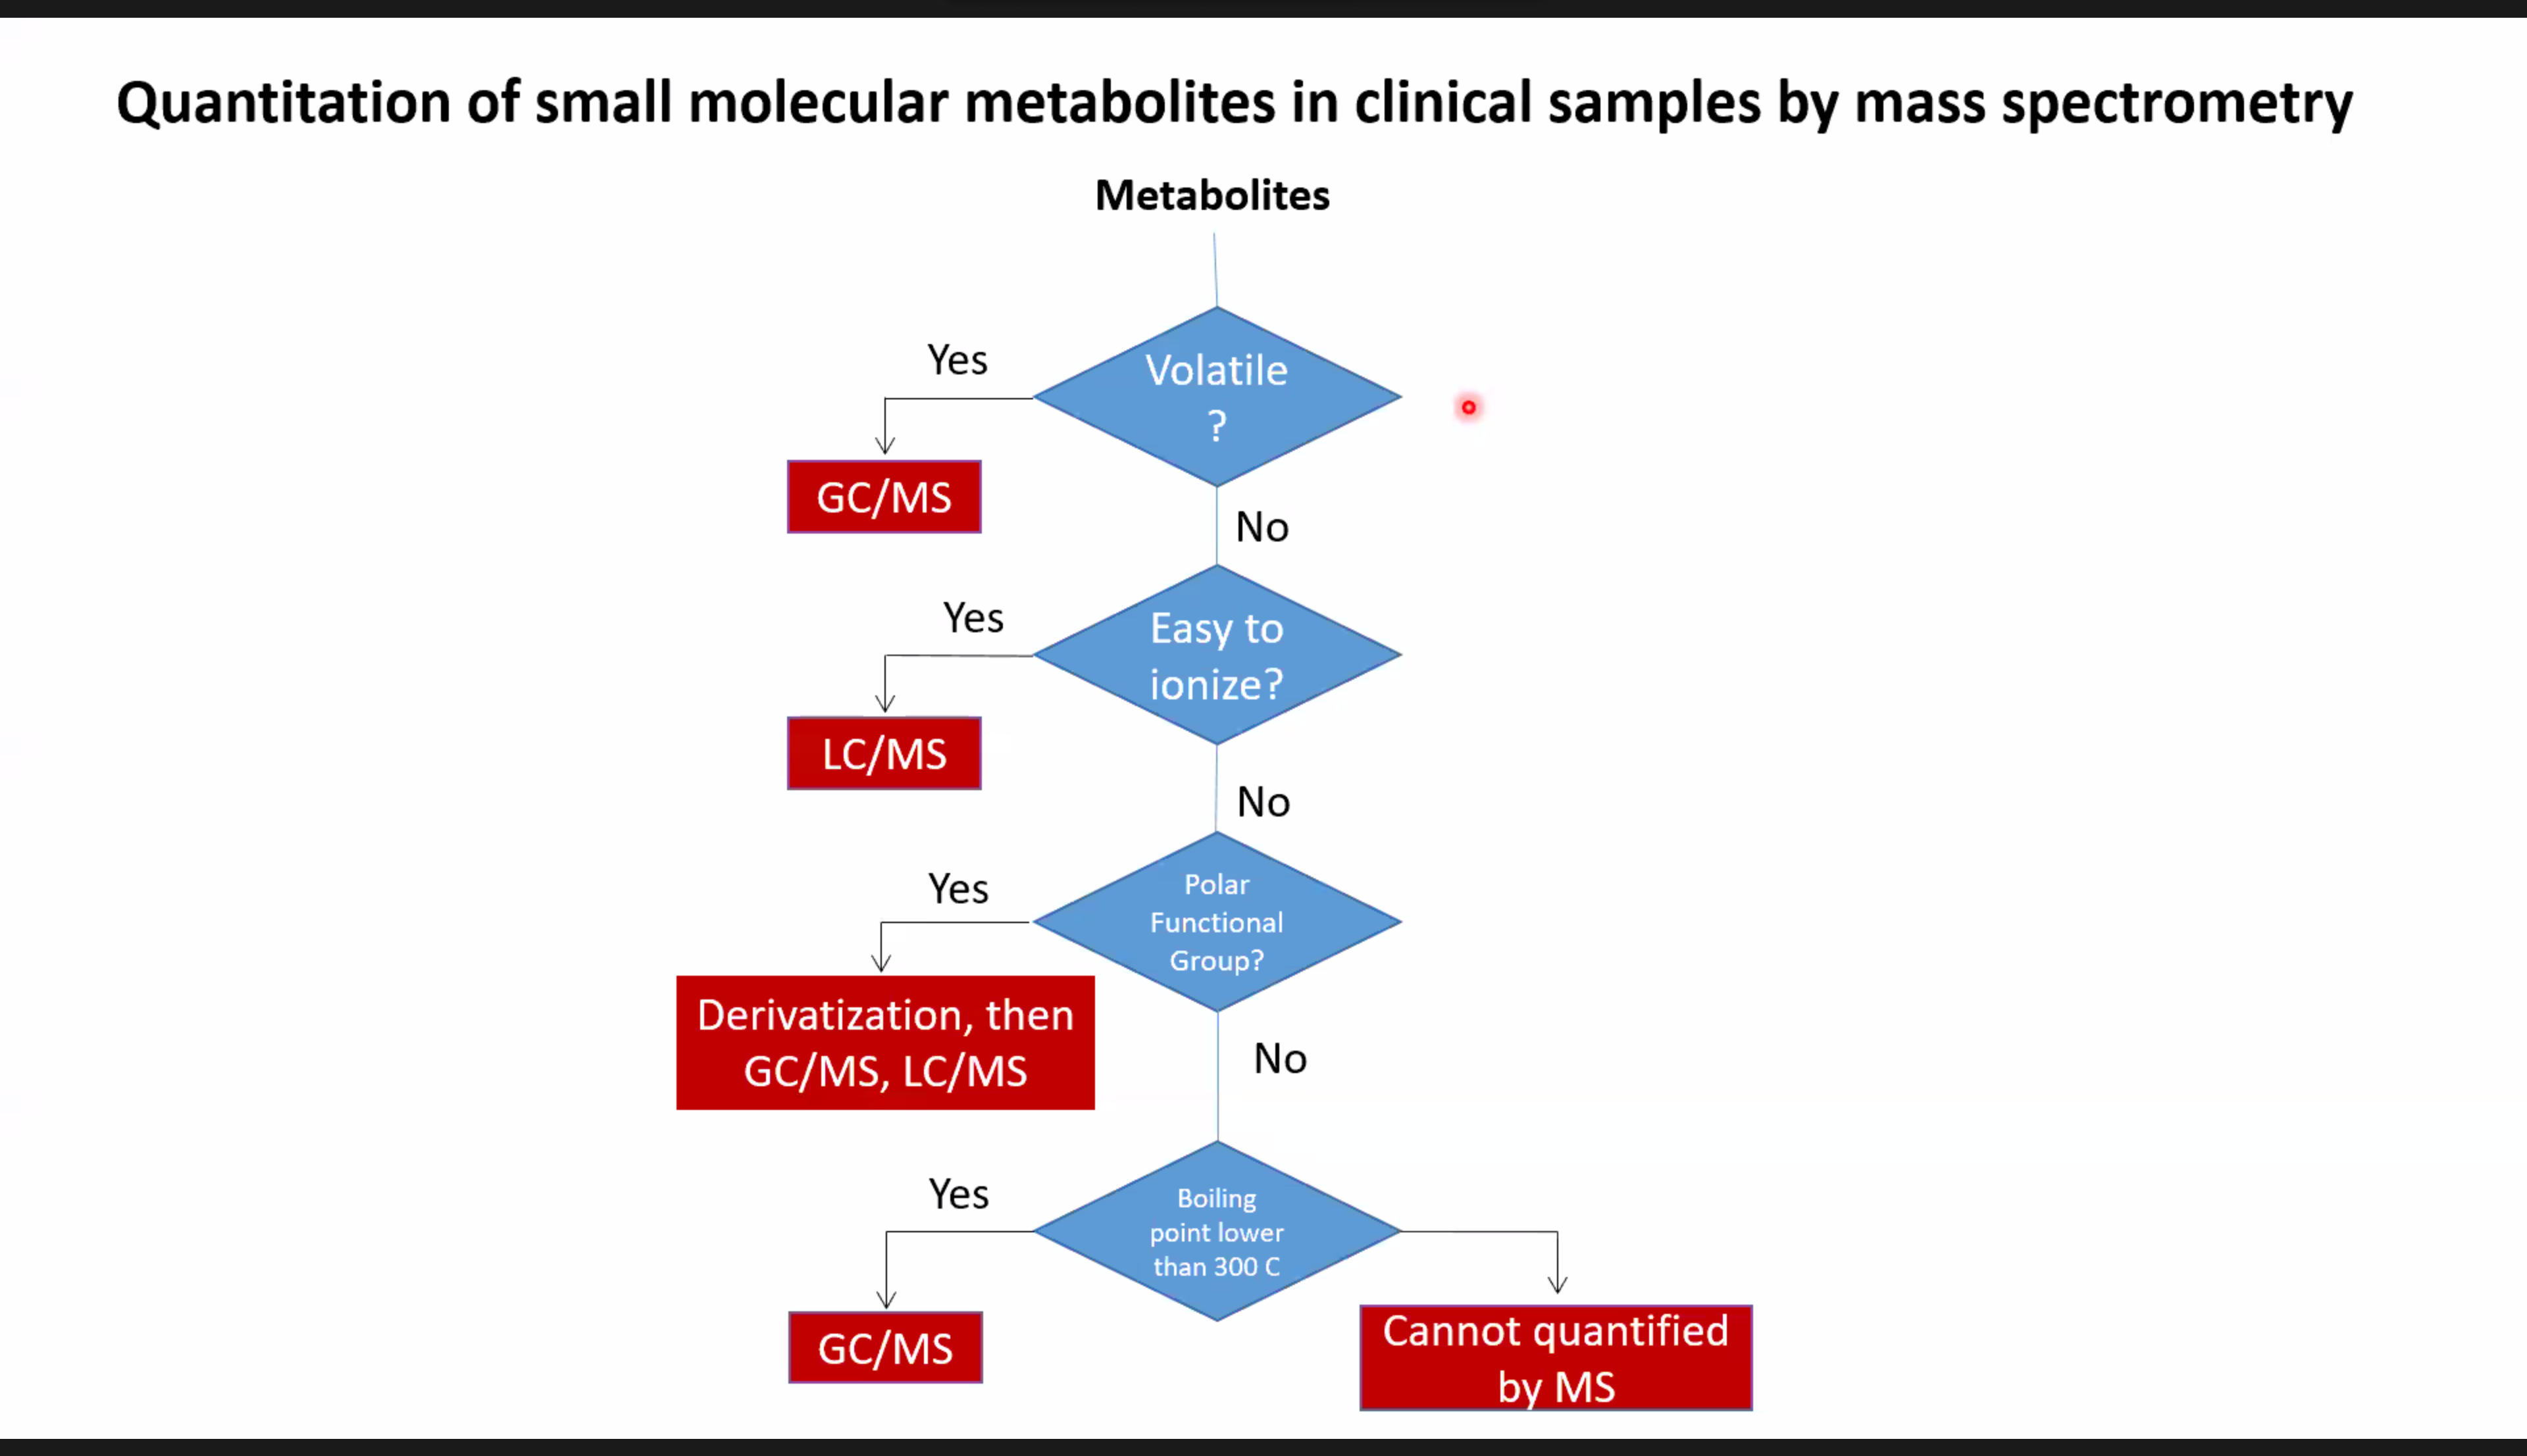 Quantitation of small molecular metabolites in clinical samples by mass spectrometry
Metabolites
Volatile
?
Yes
GC/MS
No
Easy to
ionize?
Yes
LC/MS
No
Polar
Functional
Group?
Yes
Derivatization, then
GC/MS, LC/MS
No
Boiling
point lower
than 300 C
Yes
GC/MS
Cannot quantified
by MS